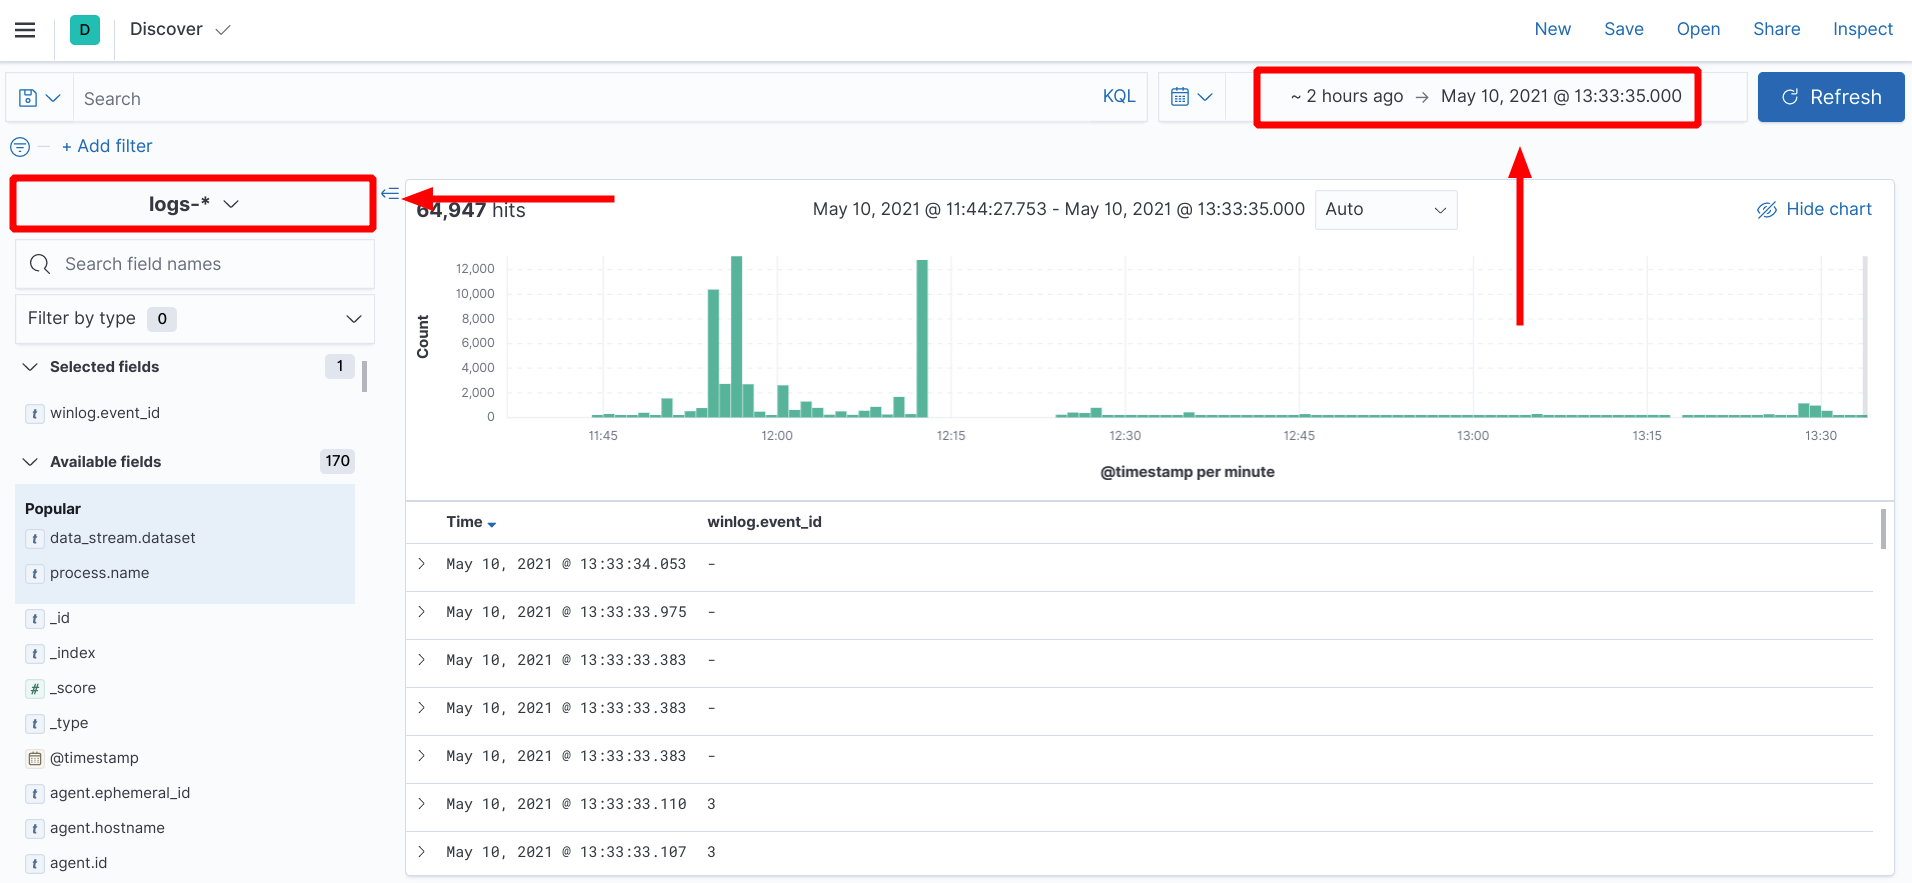 D Discover New Save Open Share Inspect
Search KQL ~ 2 hours ago → May 10, 2021 @ 13:33:35.000 Refresh
+ Add filter
logs-*
64,947 hits May 10, 2021 @ 11:44:27.753 - May 10, 2021 @ 13:33:35.000 Auto Hide chart
Search field names
Filter by type 0
Selected fields 1
t winlog.event_id
Available fields 170
Popular
t data_stream.dataset
t process.name
t _id
t _index
# _score
t _type
@timestamp
t agent.ephemeral_id
t agent.hostname
t agent.id
Count
12,000
10,000
8,000
6,000
4,000
2,000
0
11:45 12:00 12:15 12:30 12:45 13:00 13:15 13:30
@timestamp per minute
Time winlog.event_id
May 10, 2021 @ 13:33:34.053 -
May 10, 2021 @ 13:33:33.975 -
May 10, 2021 @ 13:33:33.383 -
May 10, 2021 @ 13:33:33.383 -
May 10, 2021 @ 13:33:33.383 -
May 10, 2021 @ 13:33:33.110 3
May 10, 2021 @ 13:33:33.107 3